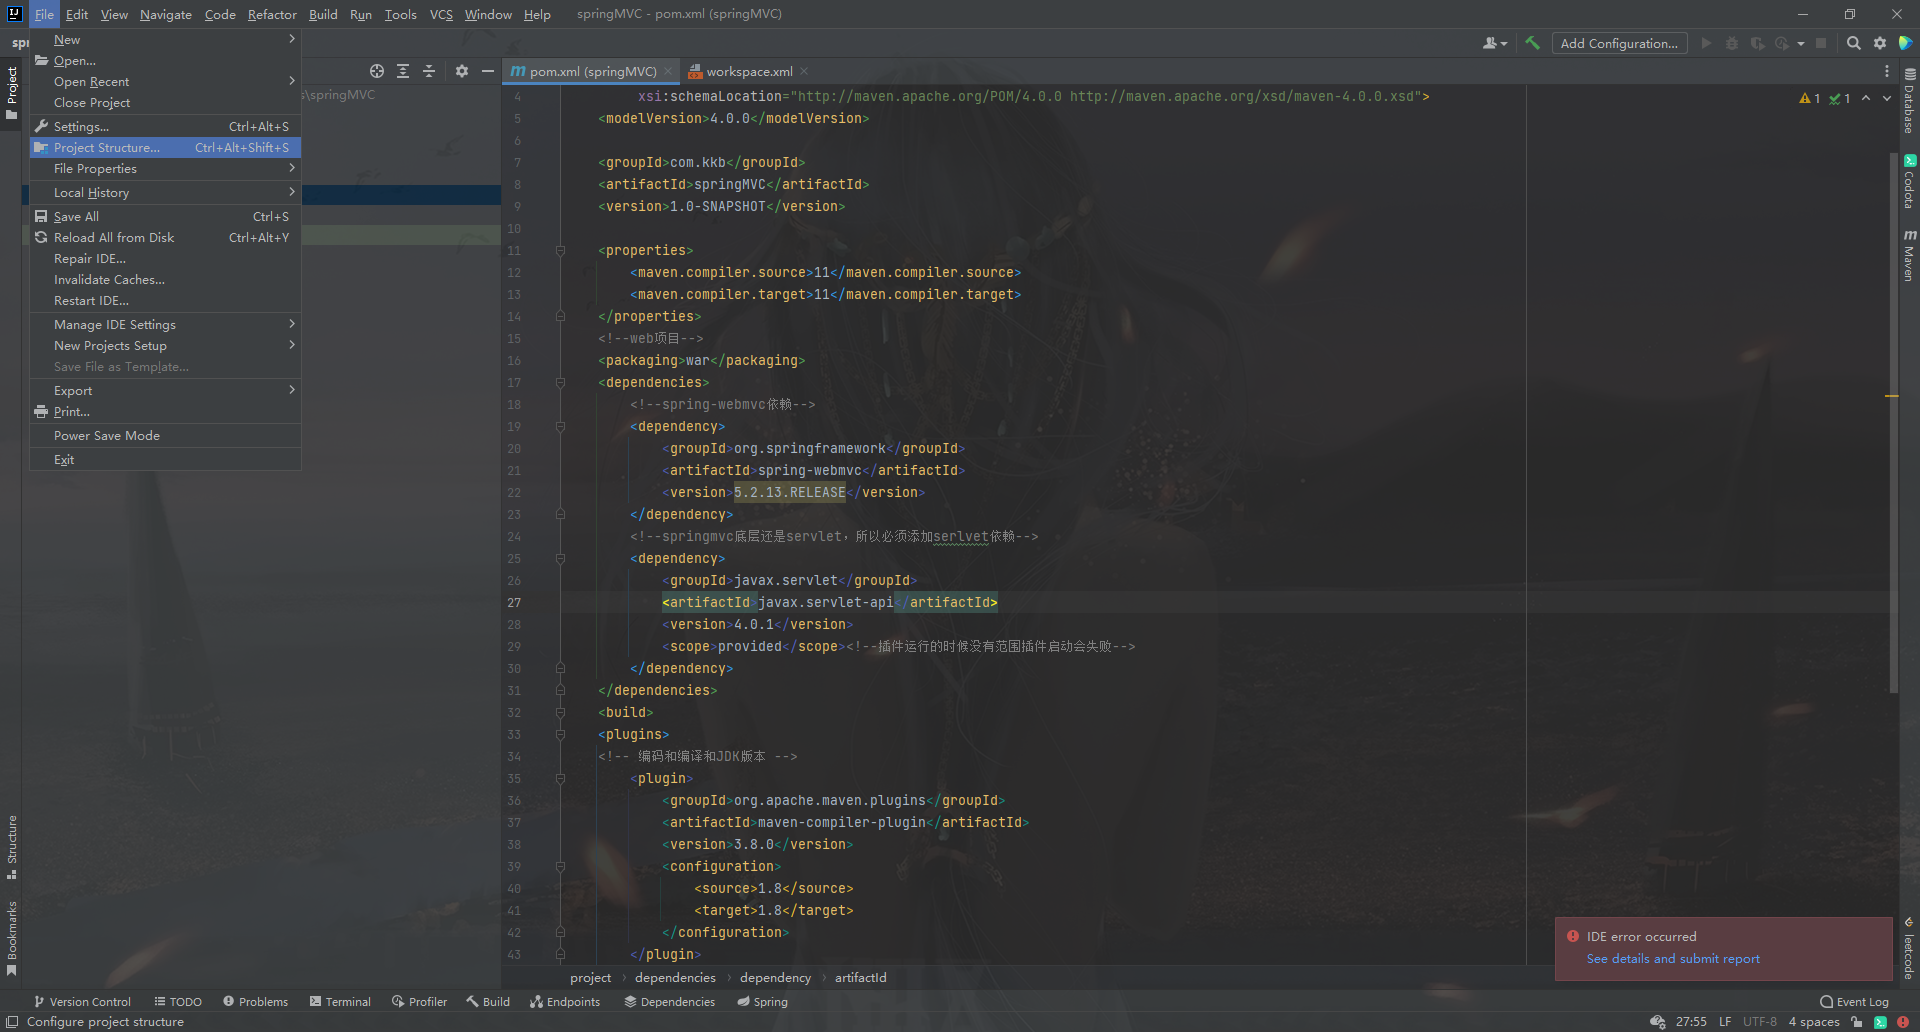 File Edit View Navigate Code Refactor Build Run Tools VCS Window Help springMVC - pom.xml (springMVC)
Add Configuration...
New
Open...
Open Recent
Close Project
Settings... Ctrl+Alt+S
Project Structure... Ctrl+Alt+Shift+S
File Properties
Local History
Save All Ctrl+S
Reload All from Disk Ctrl+Alt+Y
Repair IDE...
Invalidate Caches...
Restart IDE...
Manage IDE Settings
New Projects Setup
Save File as Template...
Export
Print...
Power Save Mode
Exit
s\springMVC
Project
Structure
Bookmarks
pom.xml (springMVC) workspace.xml
1 1
4 xsi:schemaLocation="http://maven.apache.org/POM/4.0.0 http://maven.apache.org/xsd/maven-4.0.0.xsd">
5 <modelVersion>4.0.0</modelVersion>
6
7 <groupId>com.kkb</groupId>
8 <artifactId>springMVC</artifactId>
9 <version>1.0-SNAPSHOT</version>
10
11 <properties>
12 <maven.compiler.source>11</maven.compiler.source>
13 <maven.compiler.target>11</maven.compiler.target>
14 </properties>
15 <!--web项目-->
16 <packaging>war</packaging>
17 <dependencies>
18 <!--spring-webmvc依赖-->
19 <dependency>
20 <groupId>org.springframework</groupId>
21 <artifactId>spring-webmvc</artifactId>
22 <version>5.2.13.RELEASE</version>
23 </dependency>
24 <!--springmvc底层还是servlet，所以必须添加serlvet依赖-->
25 <dependency>
26 <groupId>javax.servlet</groupId>
27 <artifactId>javax.servlet-api</artifactId>
28 <version>4.0.1</version>
29 <scope>provided</scope><!--插件运行的时候没有范围插件启动会失败-->
30 </dependency>
31 </dependencies>
32 <build>
33 <plugins>
34 <!-- 编码和编译和JDK版本 -->
35 <plugin>
36 <groupId>org.apache.maven.plugins</groupId>
37 <artifactId>maven-compiler-plugin</artifactId>
38 <version>3.8.0</version>
39 <configuration>
40 <source>1.8</source>
41 <target>1.8</target>
42 </configuration>
43 </plugin>
project dependencies dependency artifactId
Database
Codota
Maven
leetcode
IDE error occurred
See details and submit report
Version Control TODO Problems Terminal Profiler Build Endpoints Dependencies Spring Event Log
Configure project structure 27:55 LF UTF-8 4 spaces